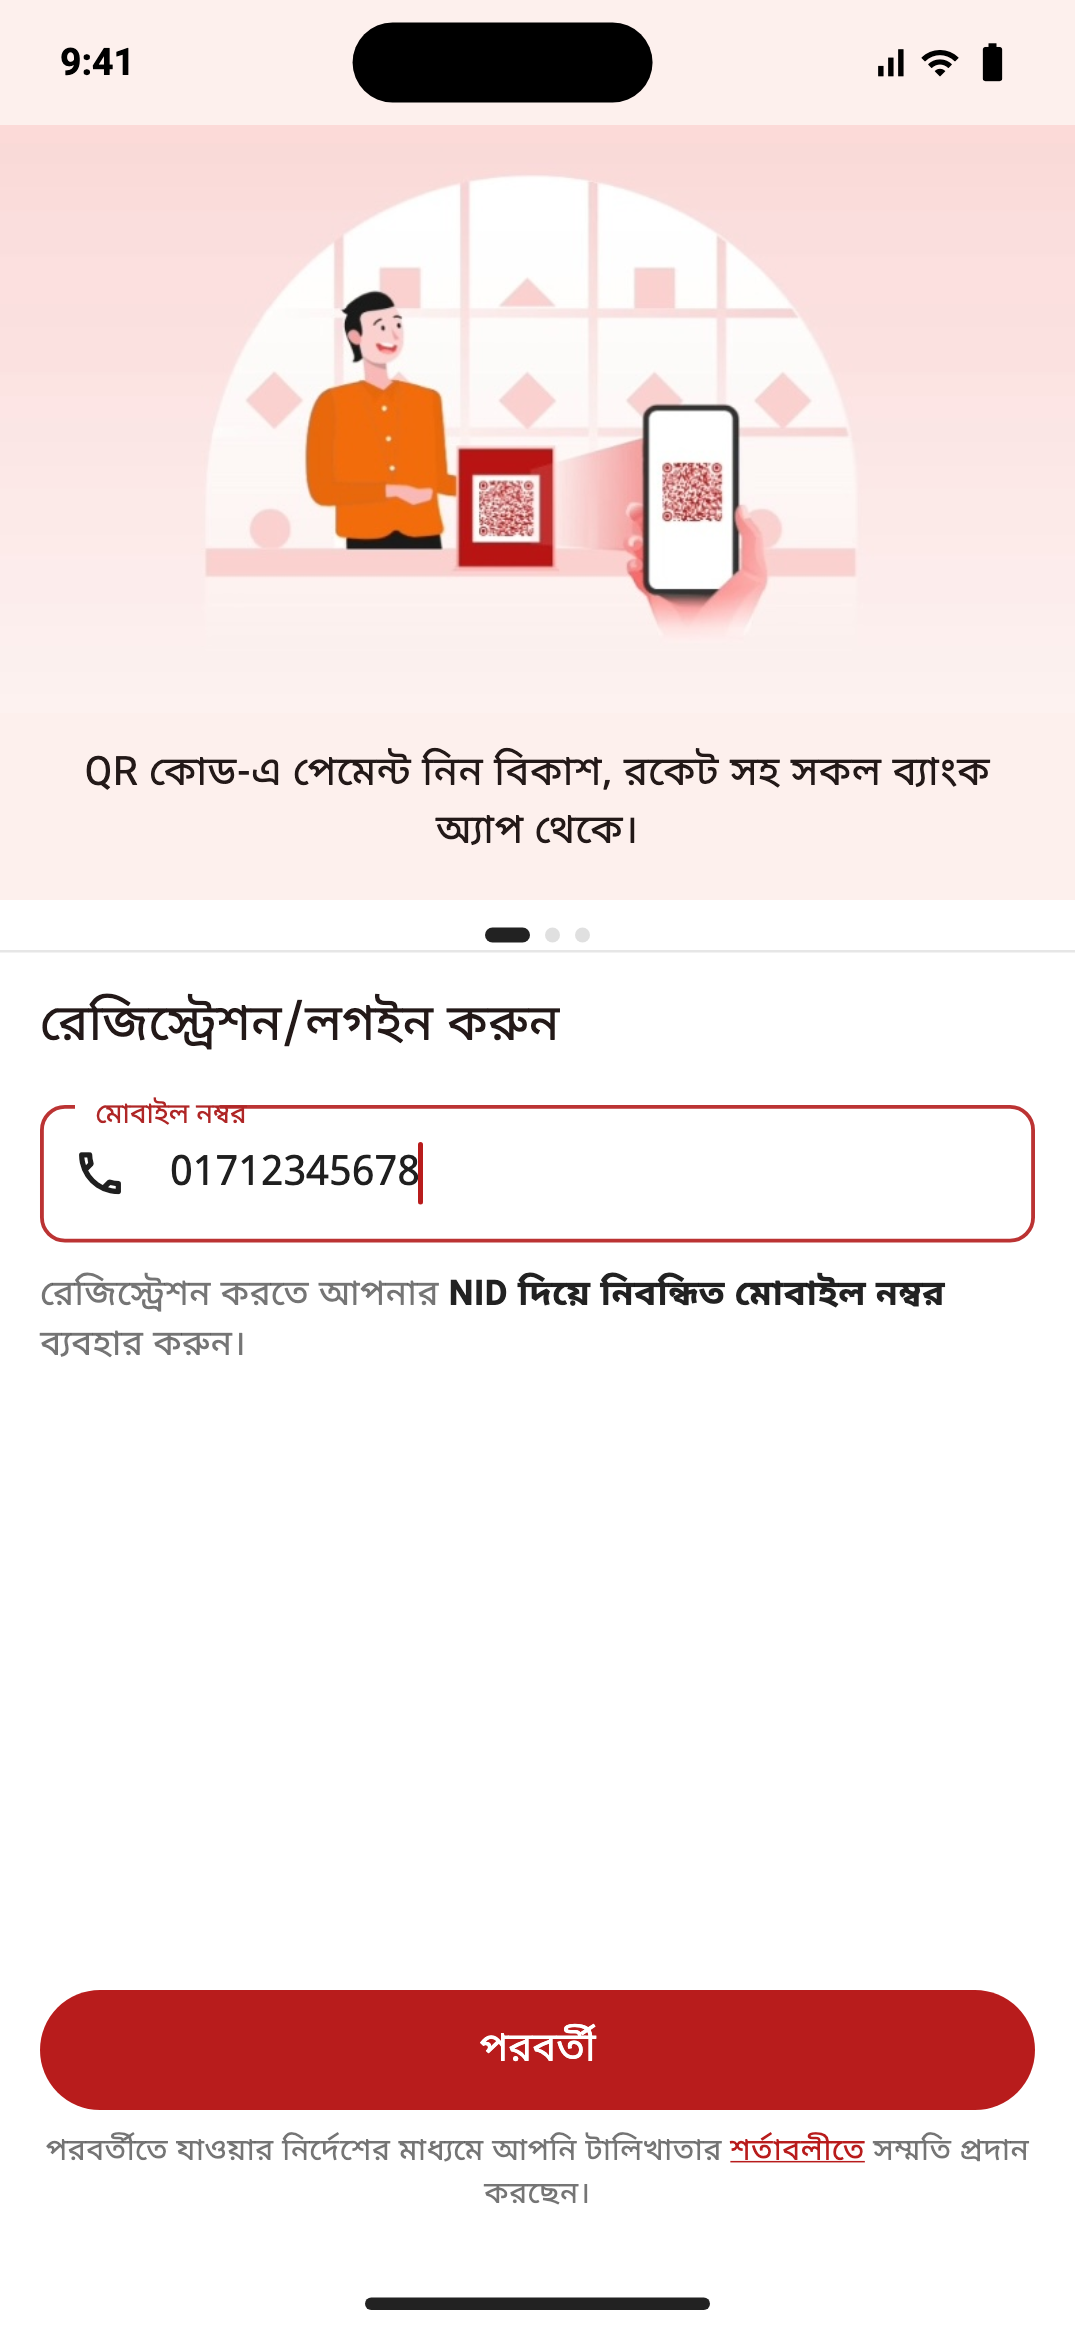 9:41
QR কোড-এ পেমেন্ট নিন বিকাশ, রকেট সহ সকল ব্যাংক
অ্যাপ থেকে।
রেজিস্ট্রেশন/লগইন করুন
মোবাইল নম্বর
01712345678
রেজিস্ট্রেশন করতে আপনার NID দিয়ে নিবন্ধিত মোবাইল নম্বর
ব্যবহার করুন।
পরবর্তী
পরবর্তীতে যাওয়ার নির্দেশের মাধ্যমে আপনি টালিখাতার শর্তাবলীতে সম্মতি প্রদান
করছেন।